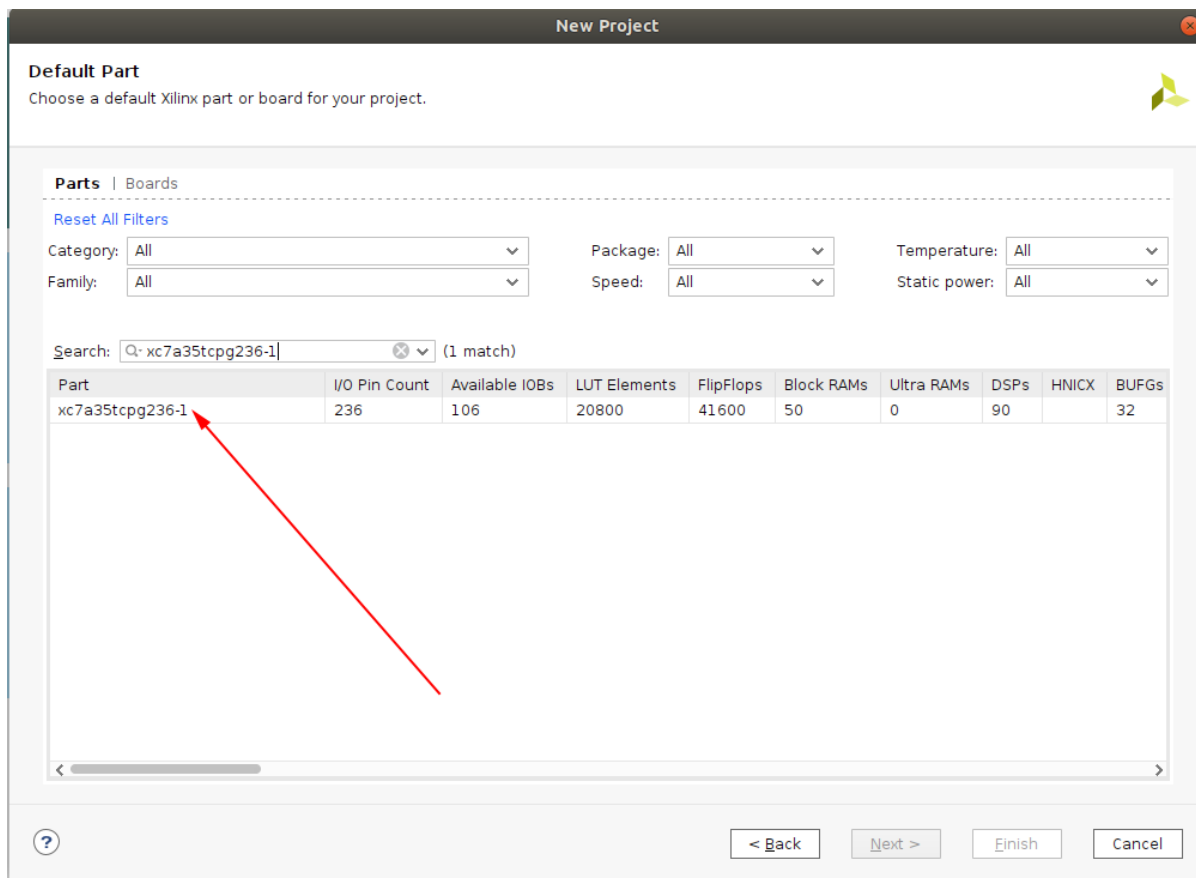 New Project
Default Part
Choose a default Xilinx part or board for your project.
Parts | Boards
Reset All Filters
Category: All Package: All Temperature: All
Family: All Speed: All Static power: All
Search: xc7a35tcpg236-1 (1 match)
Part I/O Pin Count Available IOBs LUT Elements FlipFlops Block RAMs Ultra RAMs DSPs HNICX BUFGs
xc7a35tcpg236-1 236 106 20800 41600 50 0 90 32
? < Back Next > Finish Cancel